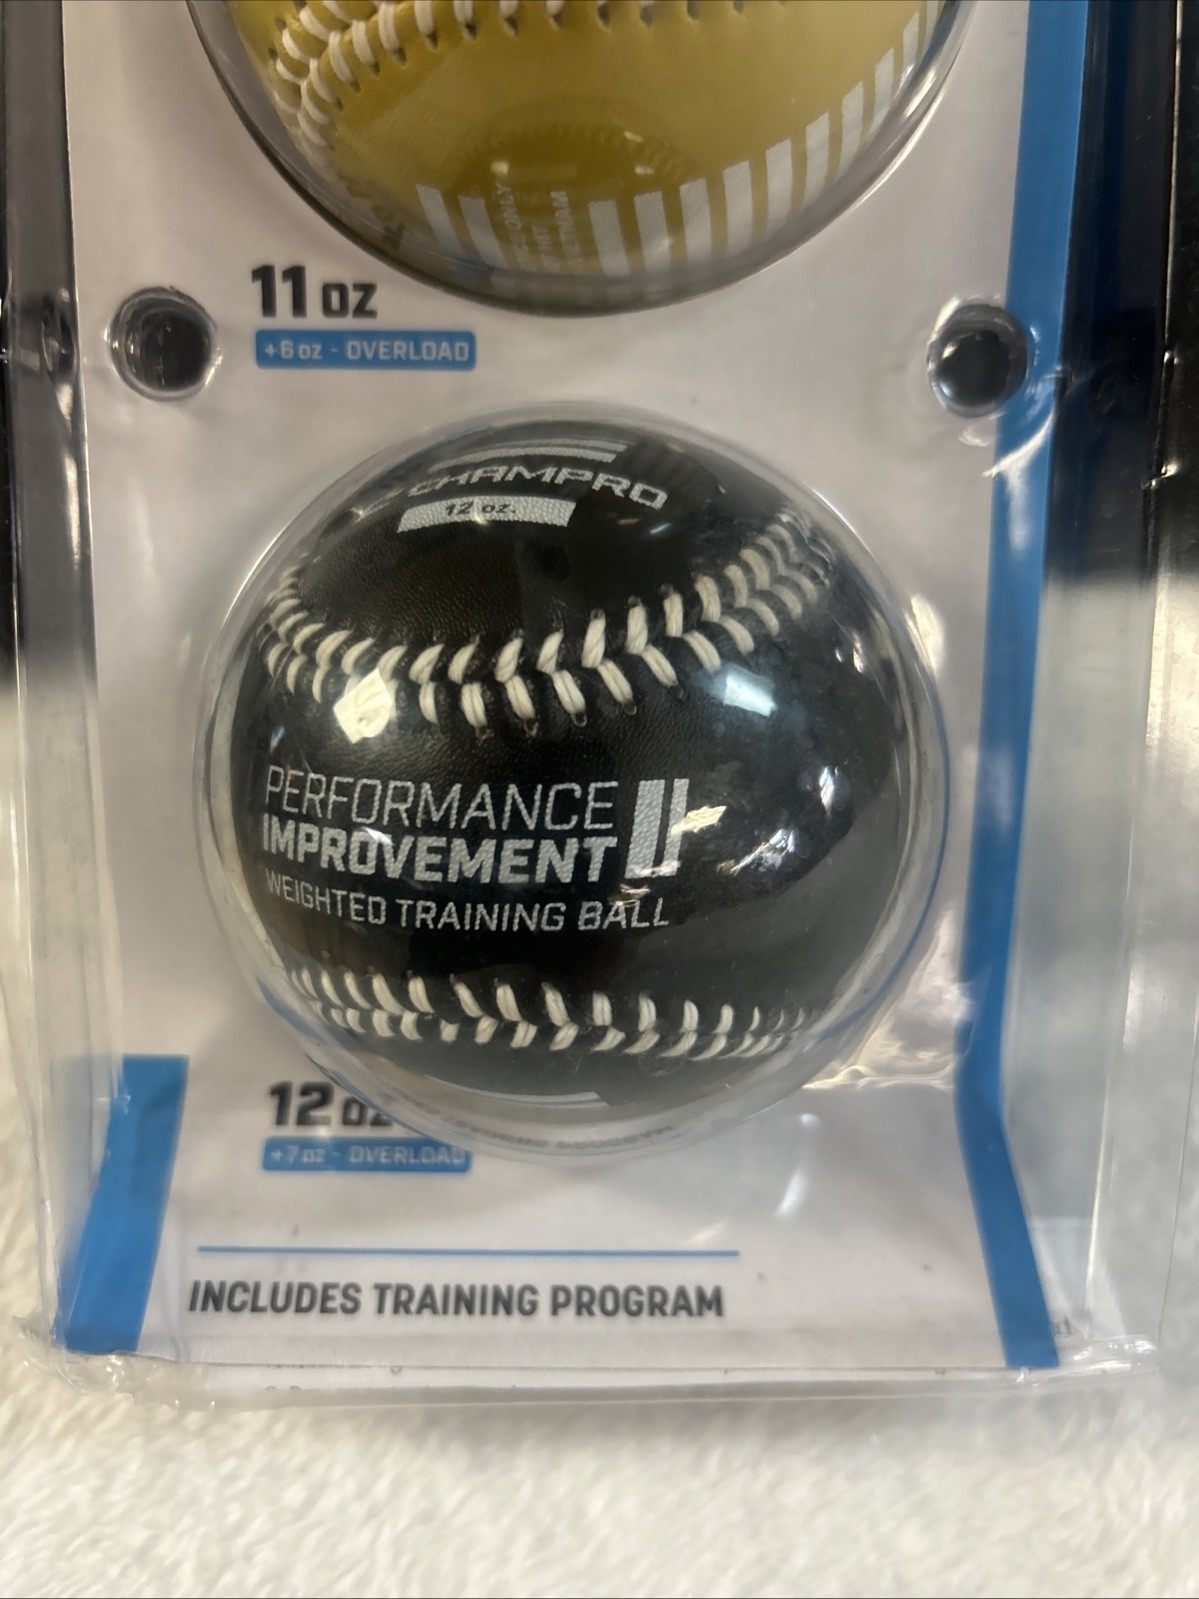 11 oz
+6 oz - OVERLOAD
CHAMPRO
12 oz.
PERFORMANCE
IMPROVEMENT
WEIGHTED TRAINING BALL
12 oz
+7 oz - OVERLOAD
INCLUDES TRAINING PROGRAM